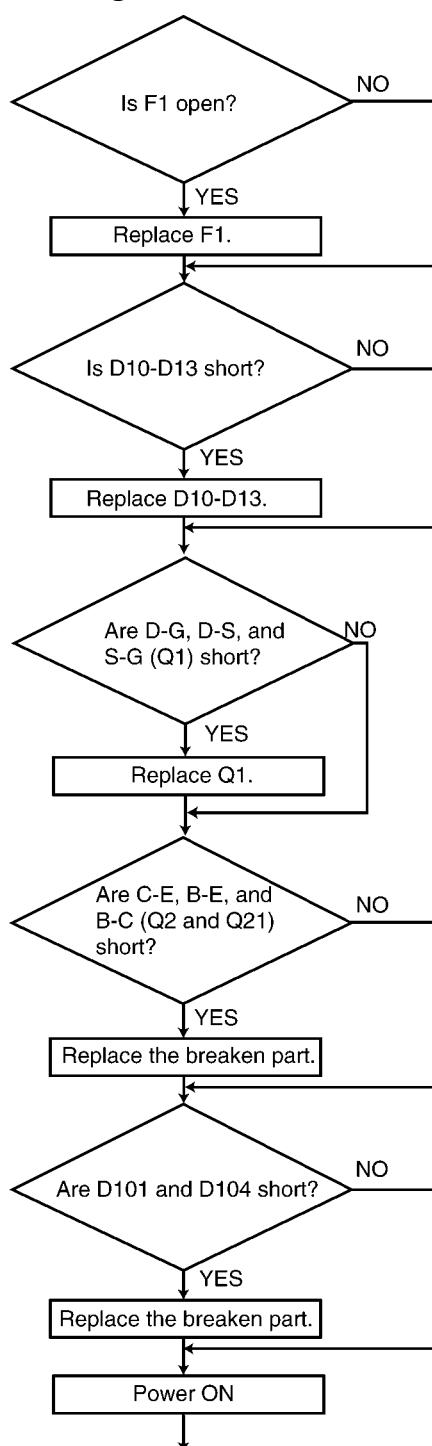 Is F1 open?
NO
YES
Replace F1.
Is D10-D13 short?
NO
YES
Replace D10-D13.
Are D-G, D-S, and
S-G (Q1) short?
NO
YES
Replace Q1.
Are C-E, B-E, and
B-C (Q2 and Q21)
short?
NO
YES
Replace the breaken part.
Are D101 and D104 short?
NO
YES
Replace the breaken part.
Power ON